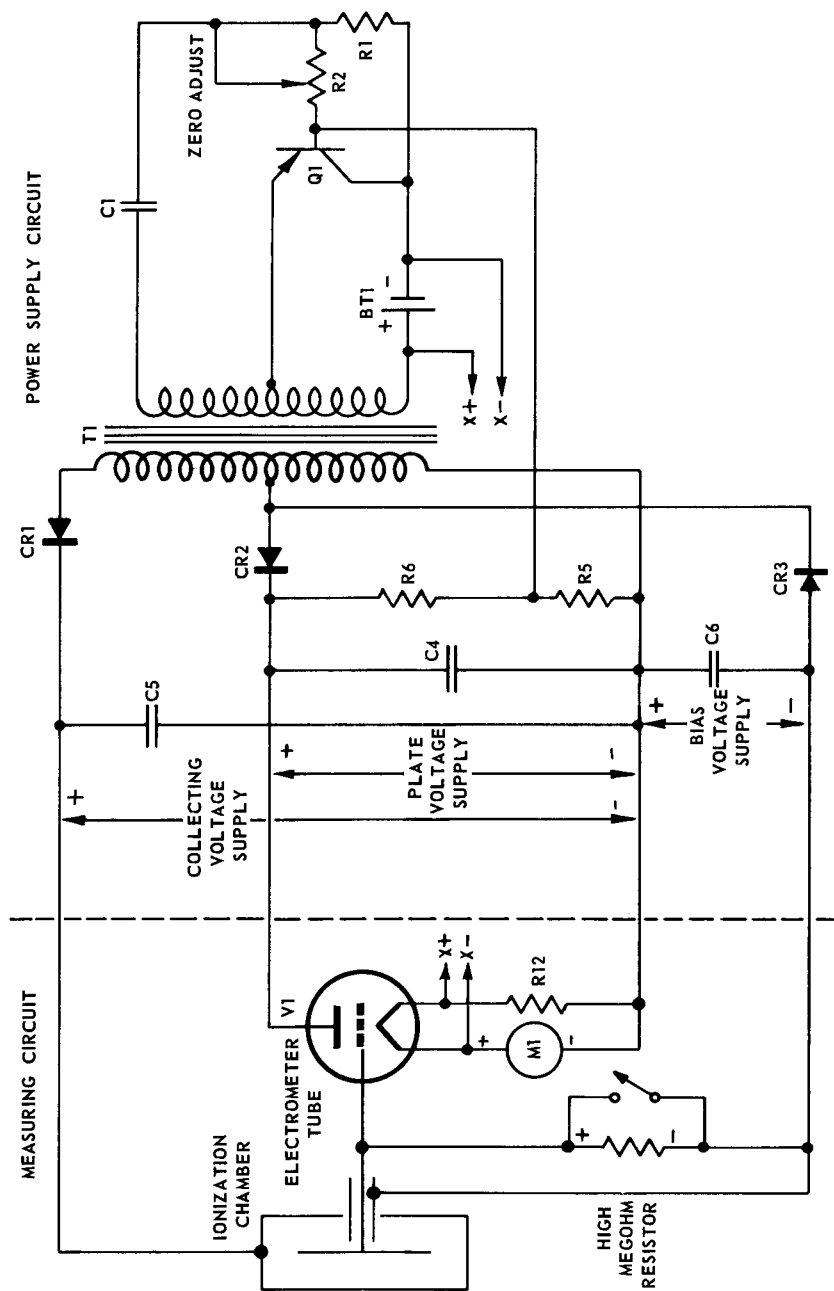 MEASURING CIRCUIT
POWER SUPPLY CIRCUIT
IONIZATION
CHAMBER
ELECTROMETER
TUBE
V1
HIGH
MEGOHM
RESISTOR
+
-
M1
+
-
R12
X+
X-
COLLECTING
VOLTAGE
SUPPLY
+
-
PLATE
VOLTAGE
SUPPLY
+
-
BIAS
VOLTAGE
SUPPLY
+
-
C5
C4
C6
R6
R5
CR1
CR2
CR3
T1
X+
X-
BT1
+
-
C1
Q1
ZERO ADJUST
R2
R1